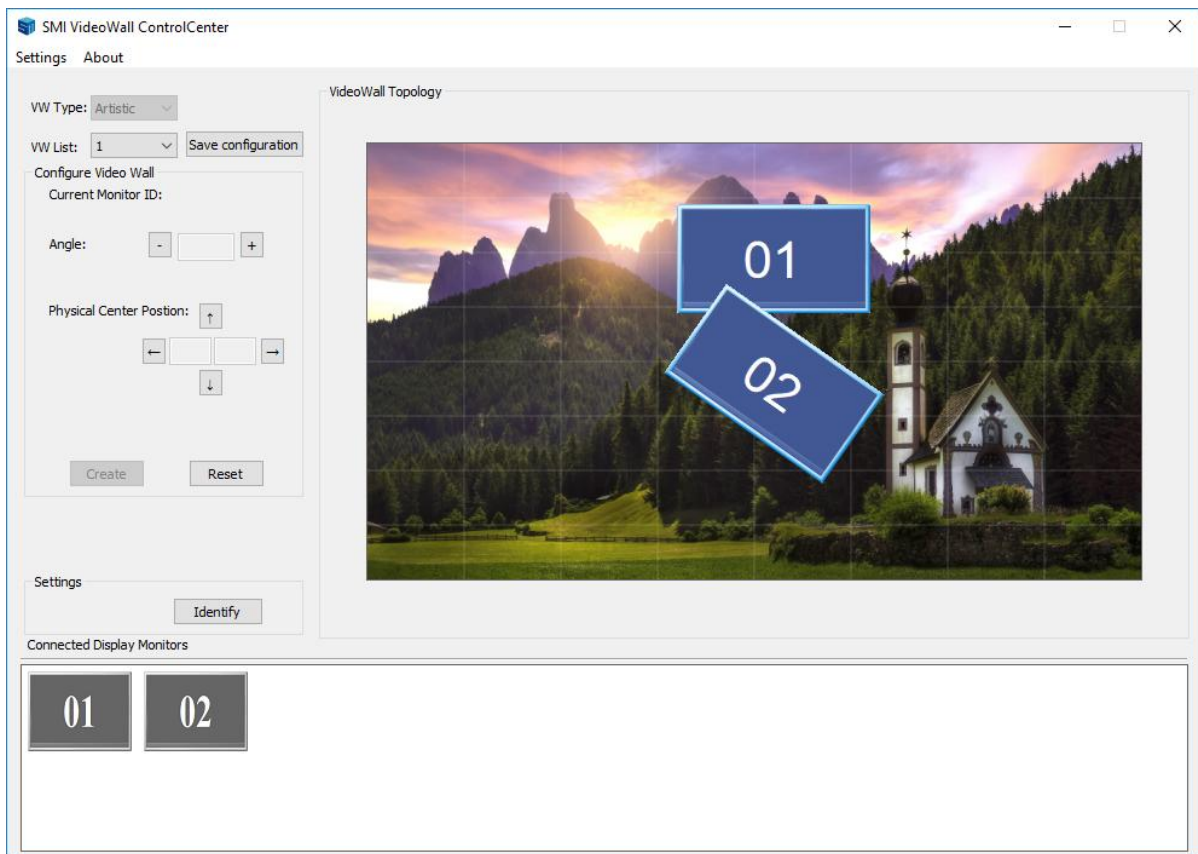 SMI VideoWall ControlCenter
Settings About
VideoWall Topology
VW Type: Artistic
VW List: 1 Save configuration
Configure Video Wall
Current Monitor ID:
Angle: - +
Physical Center Postion: ↑
← →
↓
Create Reset
01
02
Settings
Identify
Connected Display Monitors
01 02